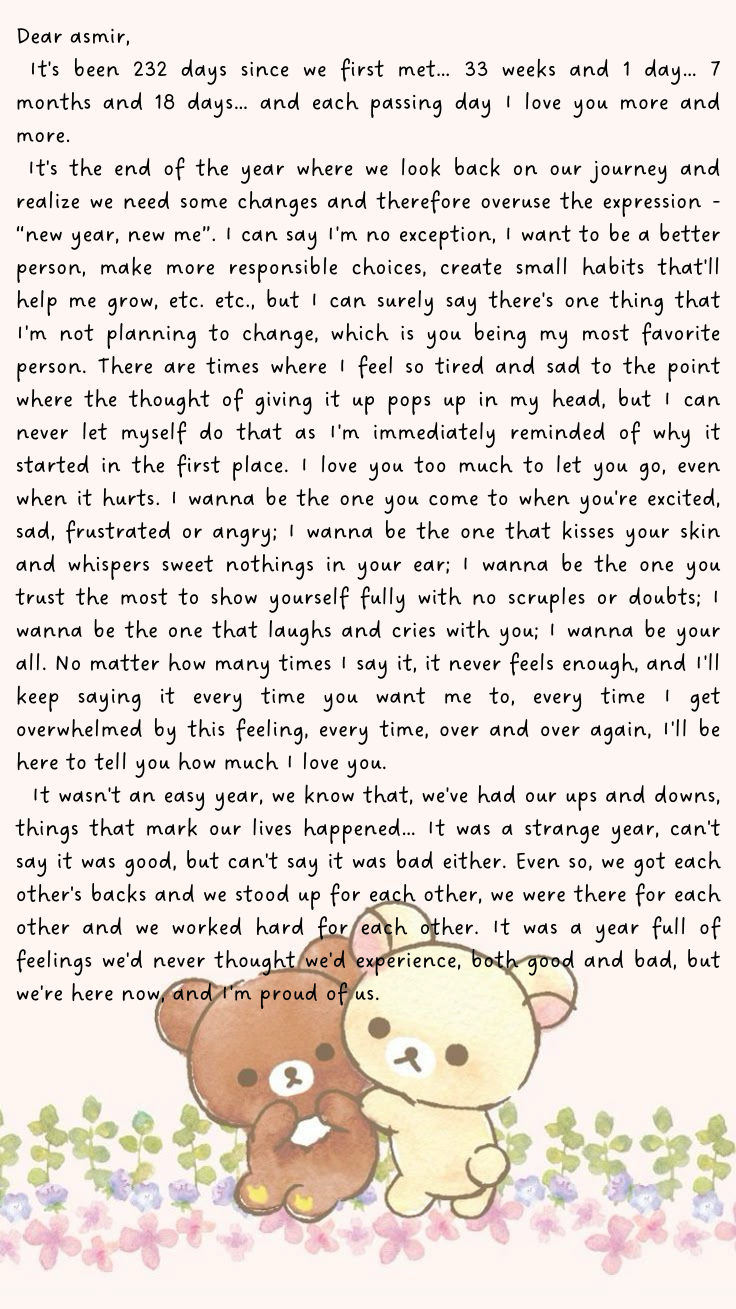 Dear asmir,
It's been 232 days since we first met... 33 weeks and 1 day... 7
months and 18 days... and each passing day I love you more and
more.
It's the end of the year where we look back on our journey and
realize we need some changes and therefore overuse the expression -
“new year, new me”. I can say I'm no exception, I want to be a better
person, make more responsible choices, create small habits that'll
help me grow, etc. etc., but I can surely say there's one thing that
I'm not planning to change, which is you being my most favorite
person. There are times where I feel so tired and sad to the point
where the thought of giving it up pops up in my head, but I can
never let myself do that as I'm immediately reminded of why it
started in the first place. I love you too much to let you go, even
when it hurts. I wanna be the one you come to when you're excited,
sad, frustrated or angry; I wanna be the one that kisses your skin
and whispers sweet nothings in your ear; I wanna be the one you
trust the most to show yourself fully with no scruples or doubts; I
wanna be the one that laughs and cries with you; I wanna be your
all. No matter how many times I say it, it never feels enough, and I'll
keep saying it every time you want me to, every time I get
overwhelmed by this feeling, every time, over and over again, I'll be
here to tell you how much I love you.
It wasn't an easy year, we know that, we've had our ups and downs,
things that mark our lives happened... It was a strange year, can't
say it was good, but can't say it was bad either. Even so, we got each
other's backs and we stood up for each other, we were there for each
other and we worked hard for each other. It was a year full of
feelings we'd never thought we'd experience, both good and bad, but
we're here now, and I'm proud of us.